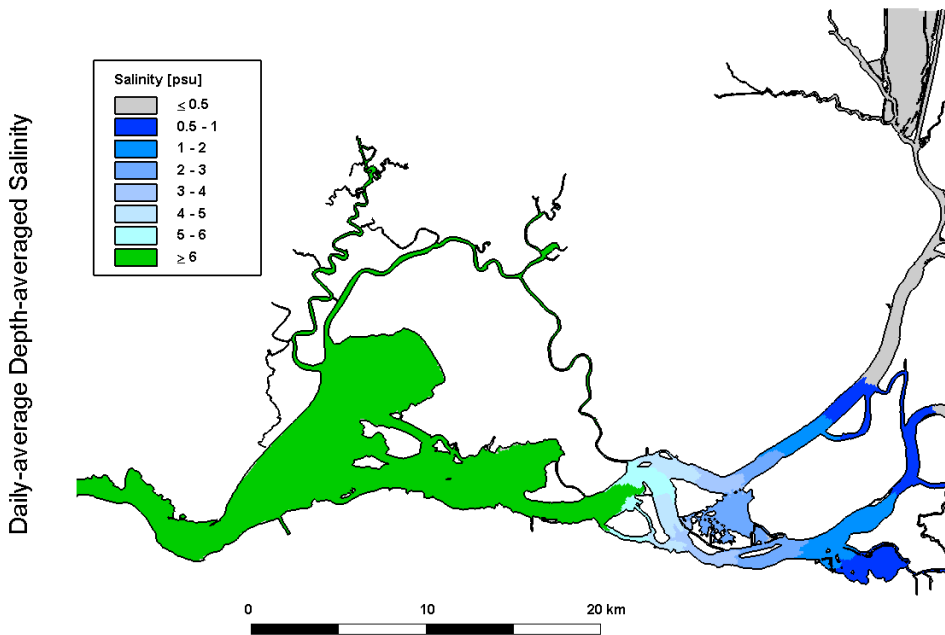 Daily-average Depth-averaged Salinity
Salinity [psu]
≤ 0.5
0.5 - 1
1 - 2
2 - 3
3 - 4
4 - 5
5 - 6
≥ 6
0 10 20 km